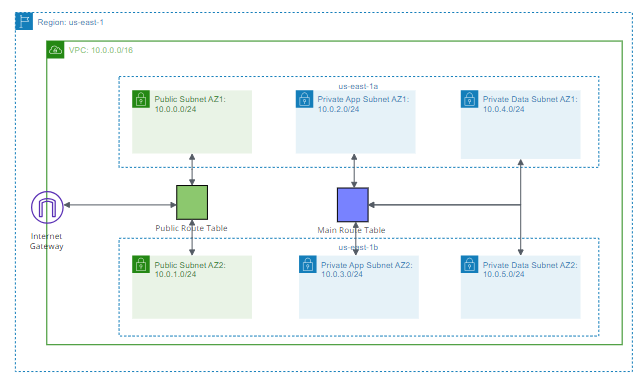 Region: us-east-1
VPC: 10.0.0.0/16
us-east-1a
Public Subnet AZ1:
10.0.0.0/24
Private App Subnet AZ1:
10.0.2.0/24
Private Data Subnet AZ1:
10.0.4.0/24
Internet
Gateway
Public Route Table
Main Route Table
us-east-1b
Public Subnet AZ2:
10.0.1.0/24
Private App Subnet AZ2:
10.0.3.0/24
Private Data Subnet AZ2:
10.0.5.0/24